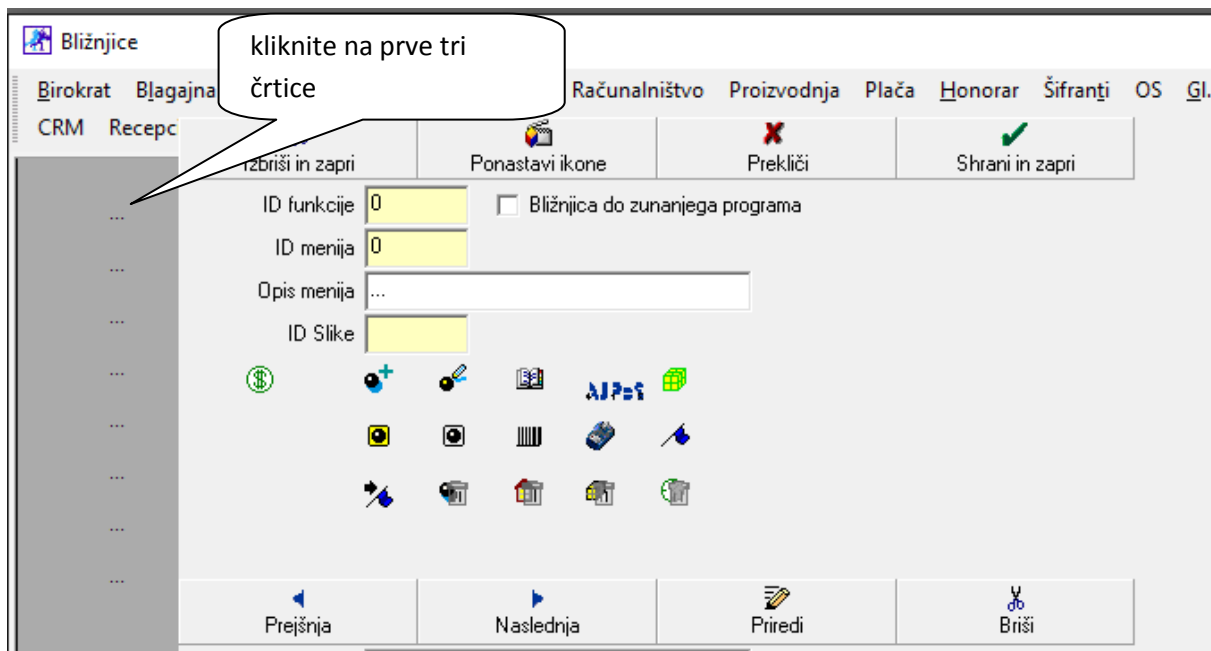 Bližnjice
kliknite na prve tri
črtice
Birokrat Blagajna Računalništvo Proizvodnja Plača Honorar Šifranti OS Gl.
CRM Recepc
Izbriši in zapri Ponastavi ikone Prekliči Shrani in zapri
... ID funkcije 0 Bližnjica do zunanjega programa
ID menija 0
...
Opis menija ...
...
ID Slike
...
AJPES
...
...
...
...
Prejšnja Naslednja Priredi Briši